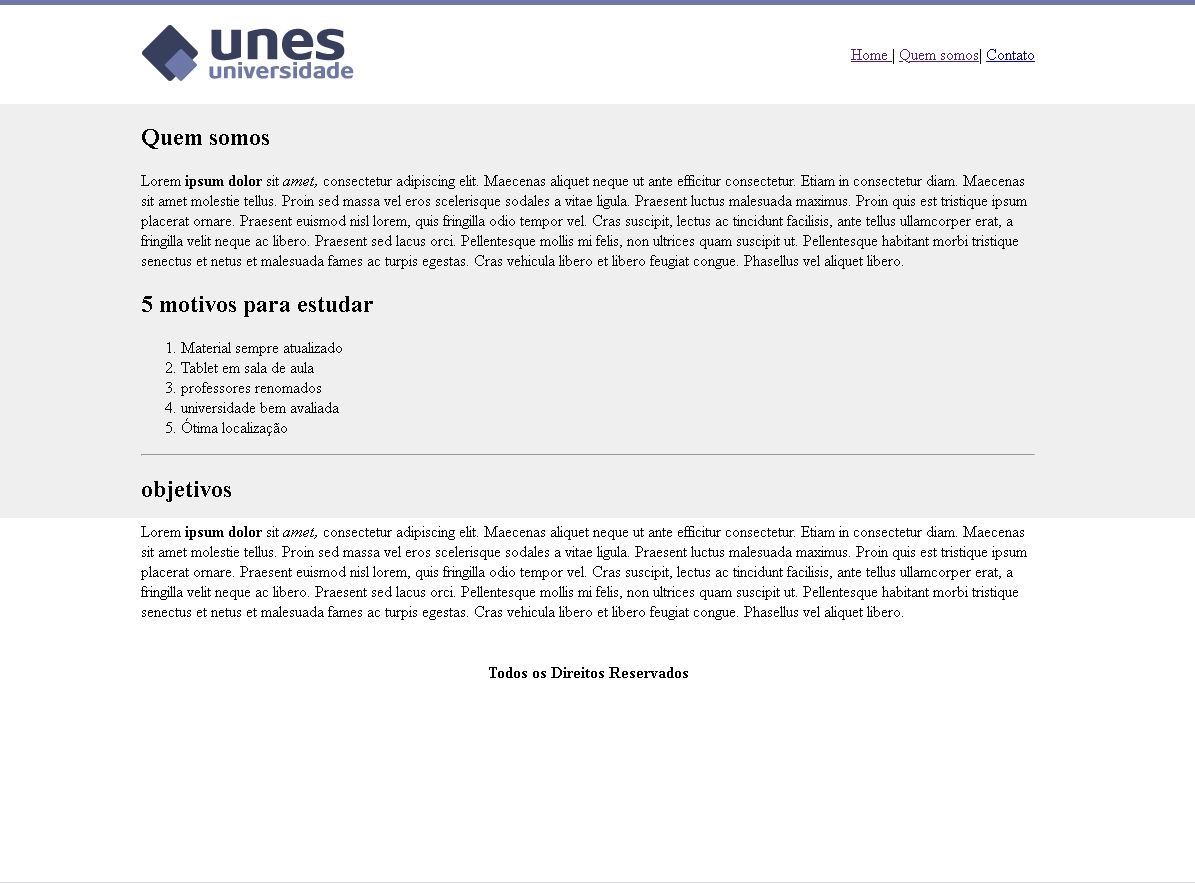 unes
universidade
Home | Quem somos| Contato
Quem somos
Lorem ipsum dolor sit amet, consectetur adipiscing elit. Maecenas aliquet neque ut ante efficitur consectetur. Etiam in consectetur diam. Maecenas
sit amet molestie tellus. Proin sed massa vel eros scelerisque sodales a vitae ligula. Praesent luctus malesuada maximus. Proin quis est tristique ipsum
placerat ornare. Praesent euismod nisl lorem, quis fringilla odio tempor vel. Cras suscipit, lectus ac tincidunt facilisis, ante tellus ullamcorper erat, a
fringilla velit neque ac libero. Praesent sed lacus orci. Pellentesque mollis mi felis, non ultrices quam suscipit ut. Pellentesque habitant morbi tristique
senectus et netus et malesuada fames ac turpis egestas. Cras vehicula libero et libero feugiat congue. Phasellus vel aliquet libero.
5 motivos para estudar
1. Material sempre atualizado
2. Tablet em sala de aula
3. professores renomados
4. universidade bem avaliada
5. Ótima localização
objetivos
Lorem ipsum dolor sit amet, consectetur adipiscing elit. Maecenas aliquet neque ut ante efficitur consectetur. Etiam in consectetur diam. Maecenas
sit amet molestie tellus. Proin sed massa vel eros scelerisque sodales a vitae ligula. Praesent luctus malesuada maximus. Proin quis est tristique ipsum
placerat ornare. Praesent euismod nisl lorem, quis fringilla odio tempor vel. Cras suscipit, lectus ac tincidunt facilisis, ante tellus ullamcorper erat, a
fringilla velit neque ac libero. Praesent sed lacus orci. Pellentesque mollis mi felis, non ultrices quam suscipit ut. Pellentesque habitant morbi tristique
senectus et netus et malesuada fames ac turpis egestas. Cras vehicula libero et libero feugiat congue. Phasellus vel aliquet libero.
Todos os Direitos Reservados